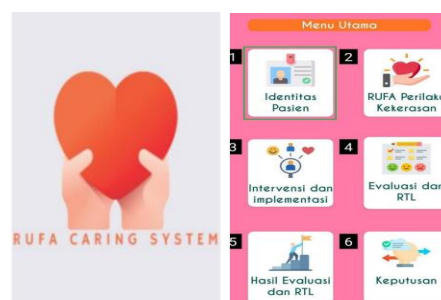 RUFA CARING SYSTEM
Menu Utama
1
Identitas
Pasien
2
RUFA Perilaku
Kekerasan
3
Intervensi dan
implementasi
4
Evaluasi dan
RTL
5
Hasil Evaluasi
dan RTL
6
Keputusan